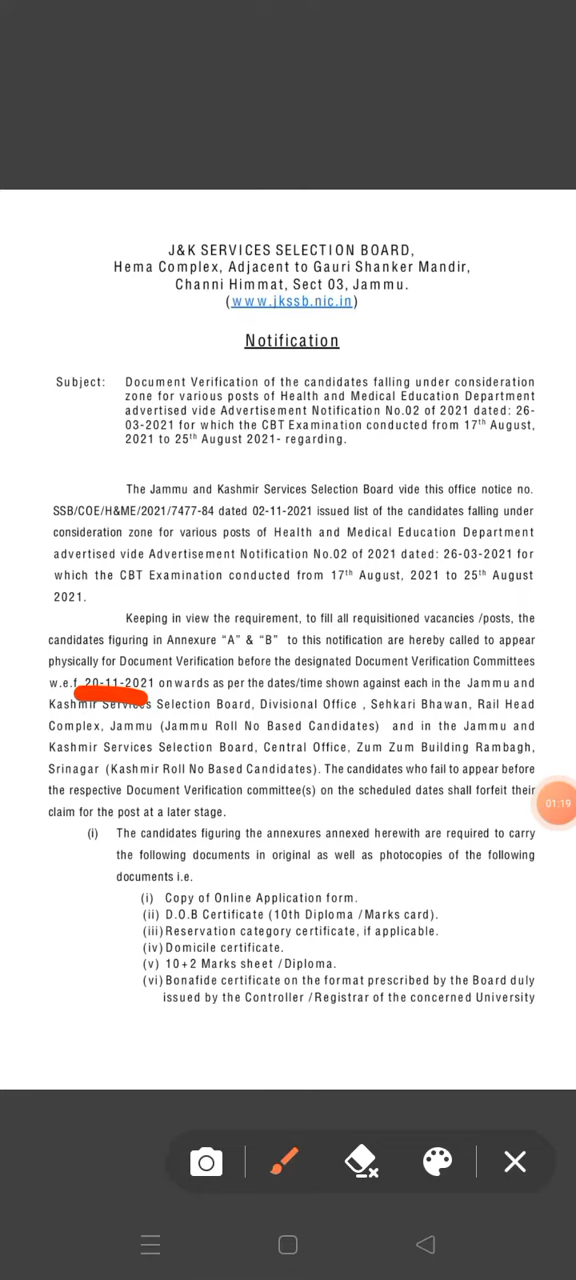 J&K SERVICES SELECTION BOARD,
Hema Complex, Adjacent to Gauri Shanker Mandir,
Channi Himmat, Sect 03, Jammu.
(www.jkssb.nic.in)
Notification
Subject: Document Verification of the candidates falling under consideration
zone for various posts of Health and Medical Education Department
advertised vide Advertisement Notification No.02 of 2021 dated: 26-
03-2021 for which the CBT Examination conducted from 17th August,
2021 to 25th August 2021- regarding.
The Jammu and Kashmir Services Selection Board vide this office notice no.
SSB/COE/H&ME/2021/7477-84 dated 02-11-2021 issued list of the candidates falling under
consideration zone for various posts of Health and Medical Education Department
advertised vide Advertisement Notification No.02 of 2021 dated: 26-03-2021 for
which the CBT Examination conducted from 17th August, 2021 to 25th August
2021.
Keeping in view the requirement, to fill all requisitioned vacancies /posts, the
candidates figuring in Annexure “A” & “B” to this notification are hereby called to appear
physically for Document Verification before the designated Document Verification Committees
w.e.f 20-11-2021 onwards as per the dates/time shown against each in the Jammu and
Kashmir Services Selection Board, Divisional Office , Sehkari Bhawan, Rail Head
Complex, Jammu (Jammu Roll No Based Candidates) and in the Jammu and
Kashmir Services Selection Board, Central Office, Zum Zum Building Rambagh,
Srinagar (Kashmir Roll No Based Candidates). The candidates who fail to appear before
the respective Document Verification committee(s) on the scheduled dates shall forfeit their
claim for the post at a later stage.
01:19
(i) The candidates figuring the annexures annexed herewith are required to carry
the following documents in original as well as photocopies of the following
documents i.e.
(i) Copy of Online Application form.
(ii) D.O.B Certificate (10th Diploma /Marks card).
(iii) Reservation category certificate, if applicable.
(iv) Domicile certificate.
(v) 10+2 Marks sheet /Diploma.
(vi) Bonafide certificate on the format prescribed by the Board duly
issued by the Controller /Registrar of the concerned University